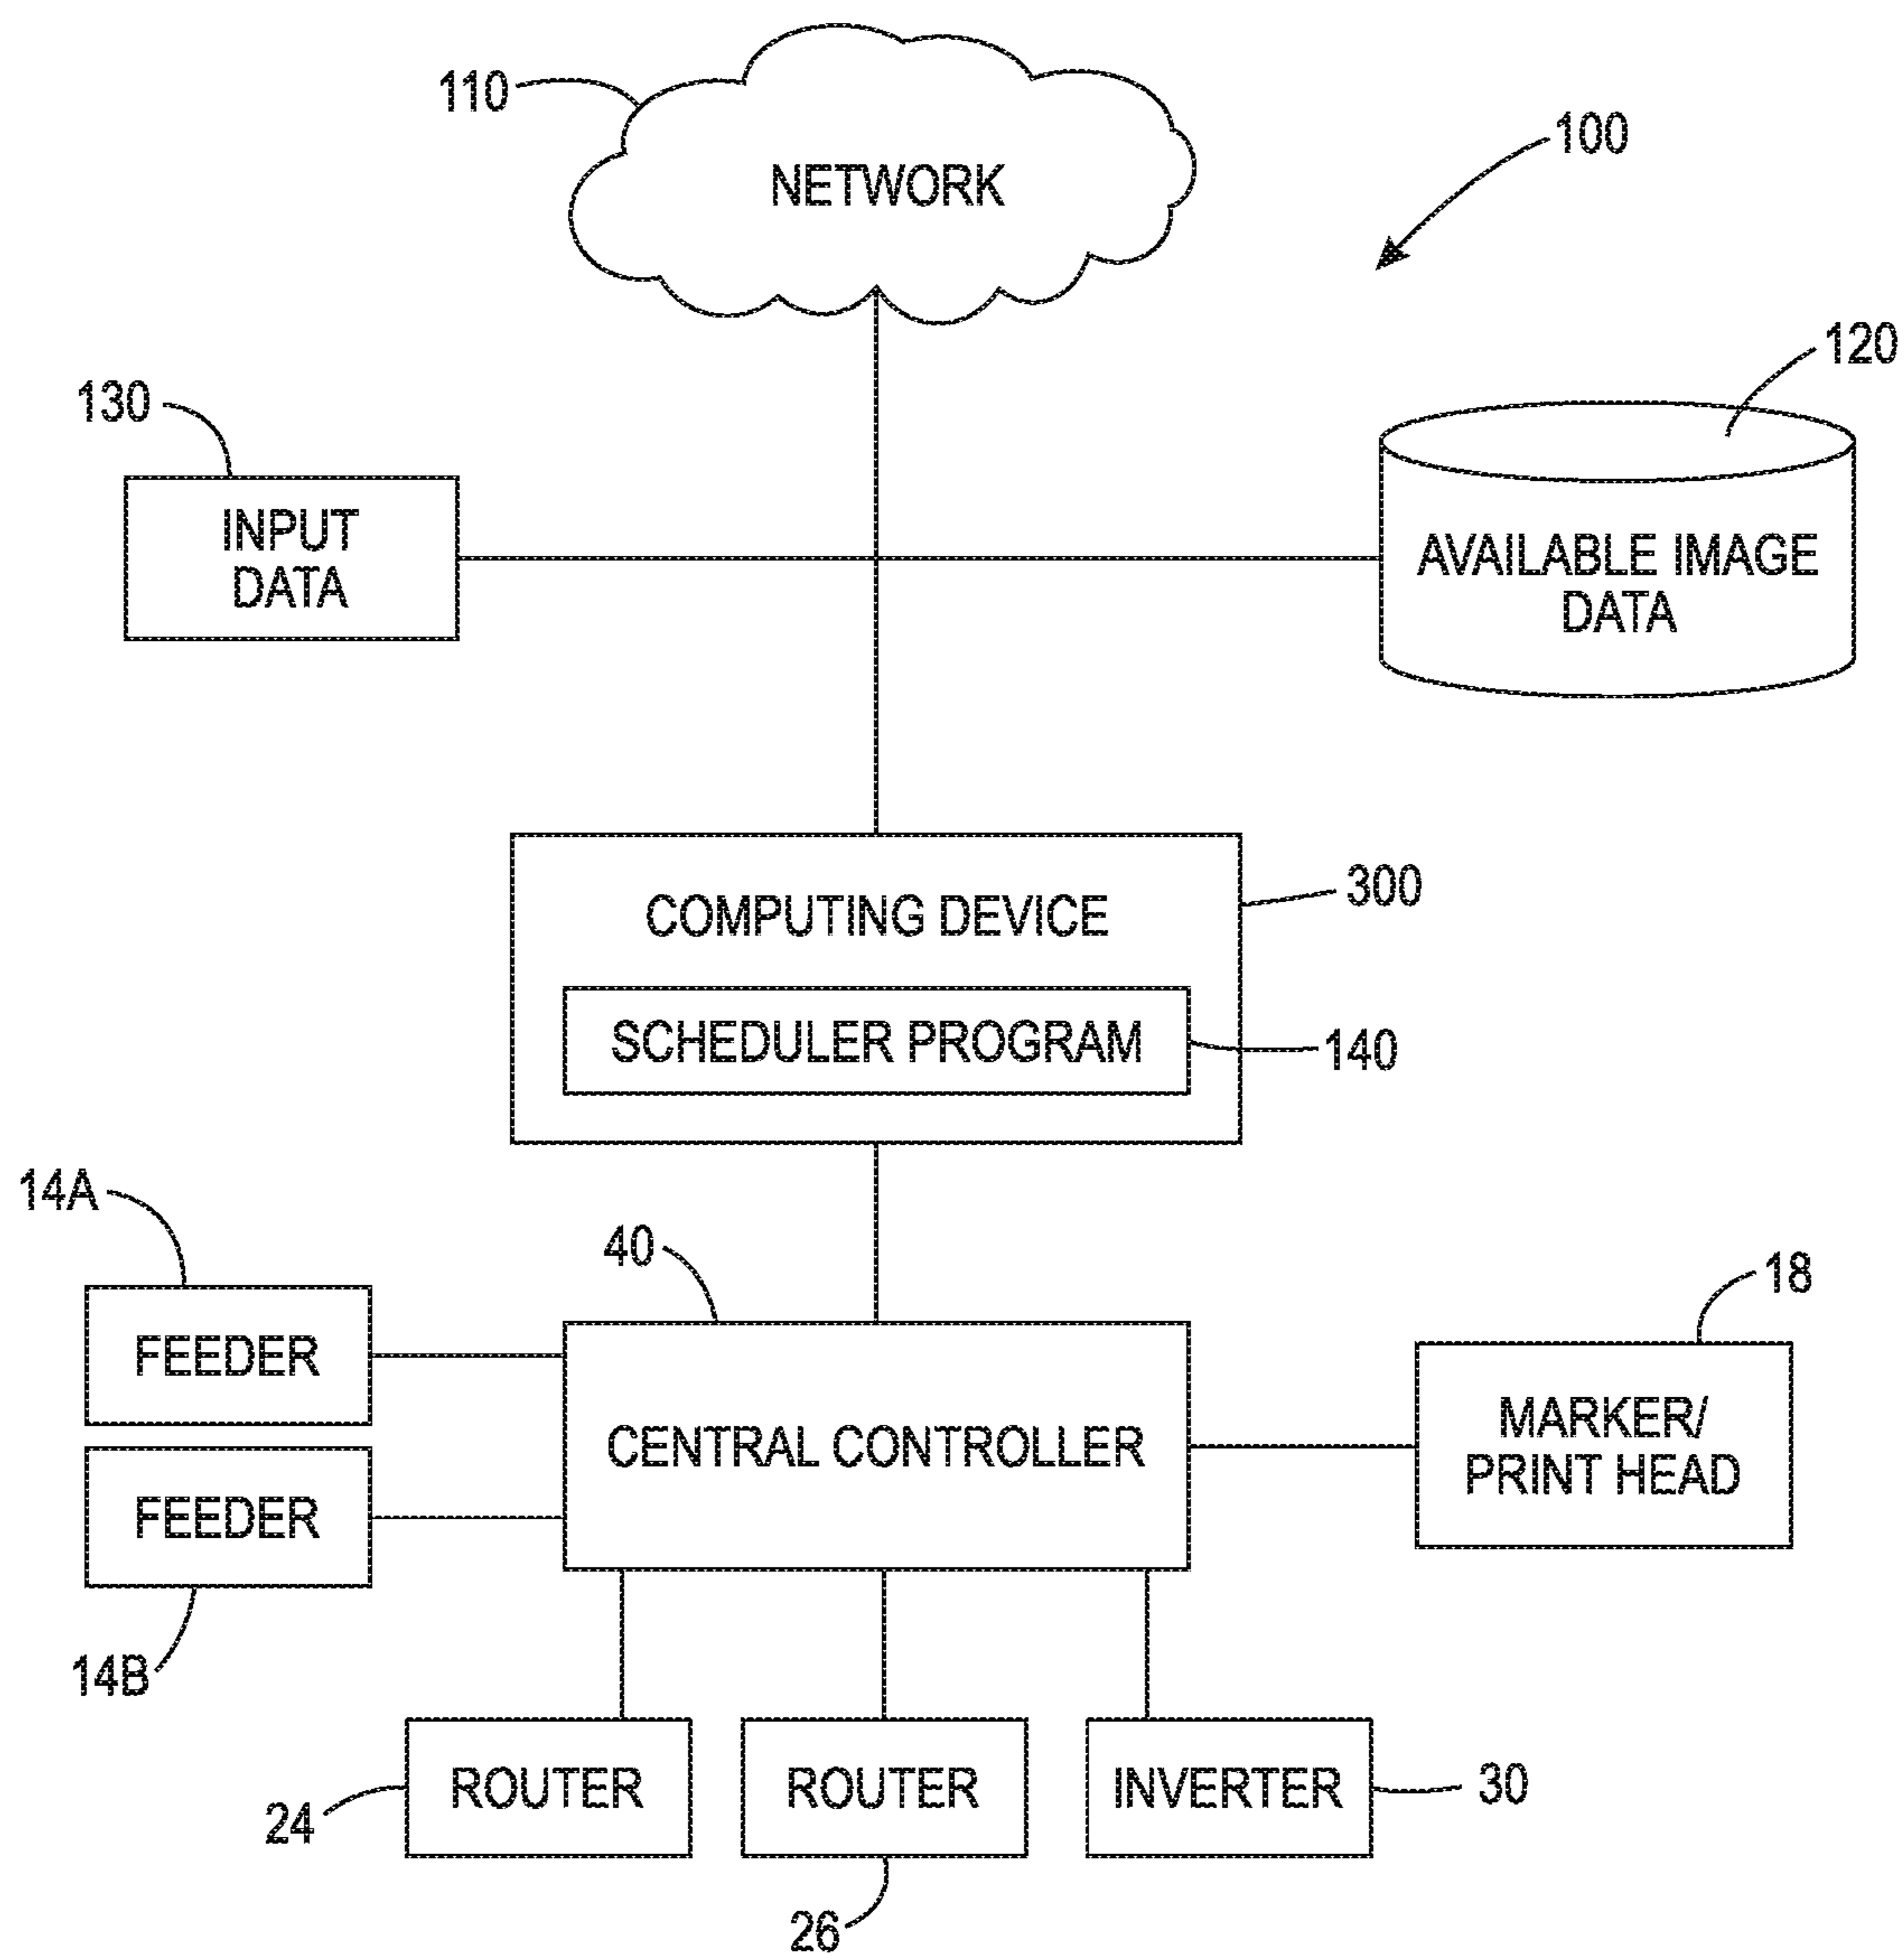 110
NETWORK
100
120
130
INPUT
DATA
AVAILABLE IMAGE
DATA
COMPUTING DEVICE
300
SCHEDULER PROGRAM
140
14A
40
18
FEEDER
CENTRAL CONTROLLER
MARKER/
PRINT HEAD
FEEDER
14B
ROUTER
ROUTER
INVERTER
30
24
26